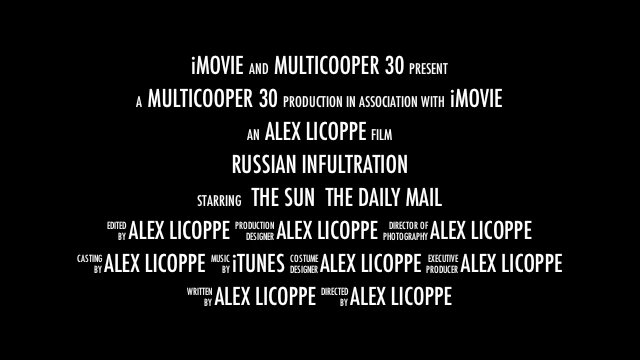 iMOVIE AND MULTICOOPER 30 PRESENT
A MULTICOOPER 30 PRODUCTION IN ASSOCIATION WITH iMOVIE
AN ALEX LICOPPE FILM
RUSSIAN INFULTRATION
STARRING THE SUN THE DAILY MAIL
EDITED BY ALEX LICOPPE PRODUCTION DESIGNER ALEX LICOPPE DIRECTOR OF PHOTOGRAPHY ALEX LICOPPE
CASTING BY ALEX LICOPPE MUSIC BY iTUNES COSTUME DESIGNER ALEX LICOPPE EXECUTIVE PRODUCER ALEX LICOPPE
WRITTEN BY ALEX LICOPPE DIRECTED BY ALEX LICOPPE